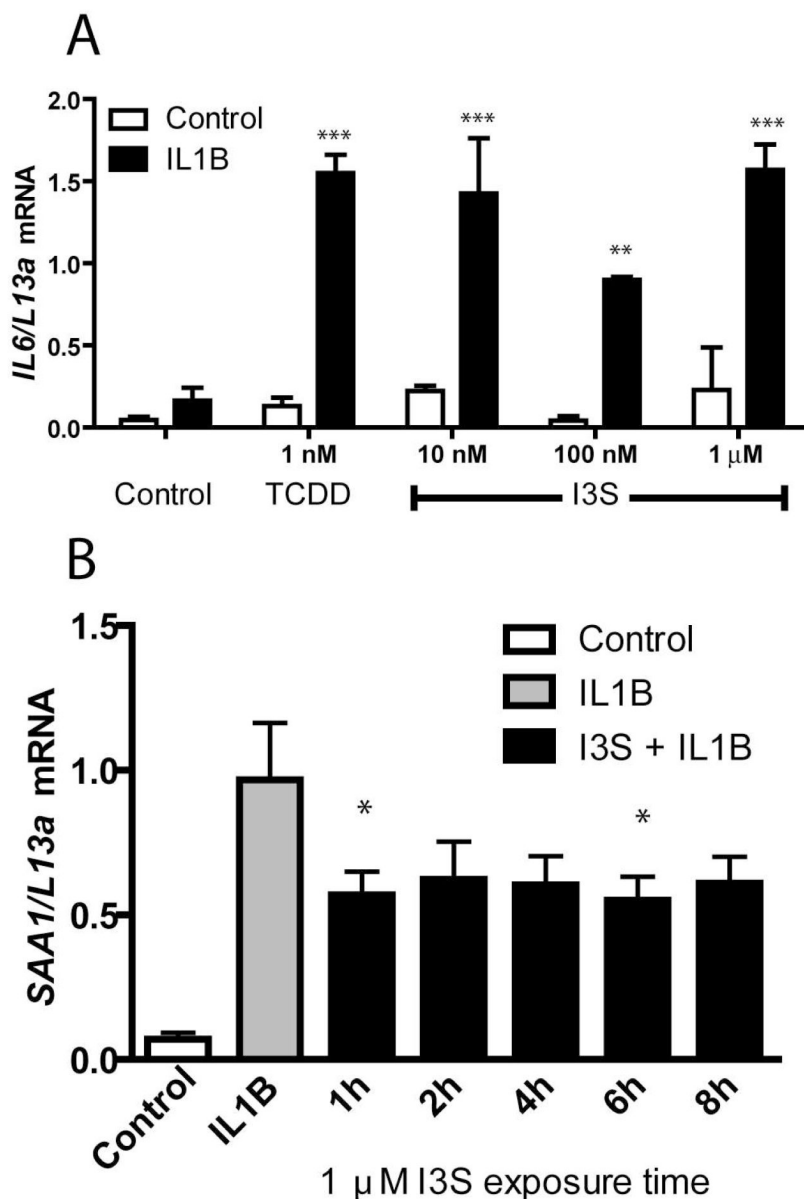 A
IL6/L13a mRNA
2.0
1.5
1.0
0.5
0.0
Control
IL1B
***
***
**
***
1 nM
10 nM
100 nM
1 μM
Control
TCDD
I3S
B
SAA1/L13a mRNA
1.5
1.0
0.5
0.0
Control
IL1B
I3S + IL1B
*
*
Control
IL1B
1h
2h
4h
6h
8h
1 μM I3S exposure time